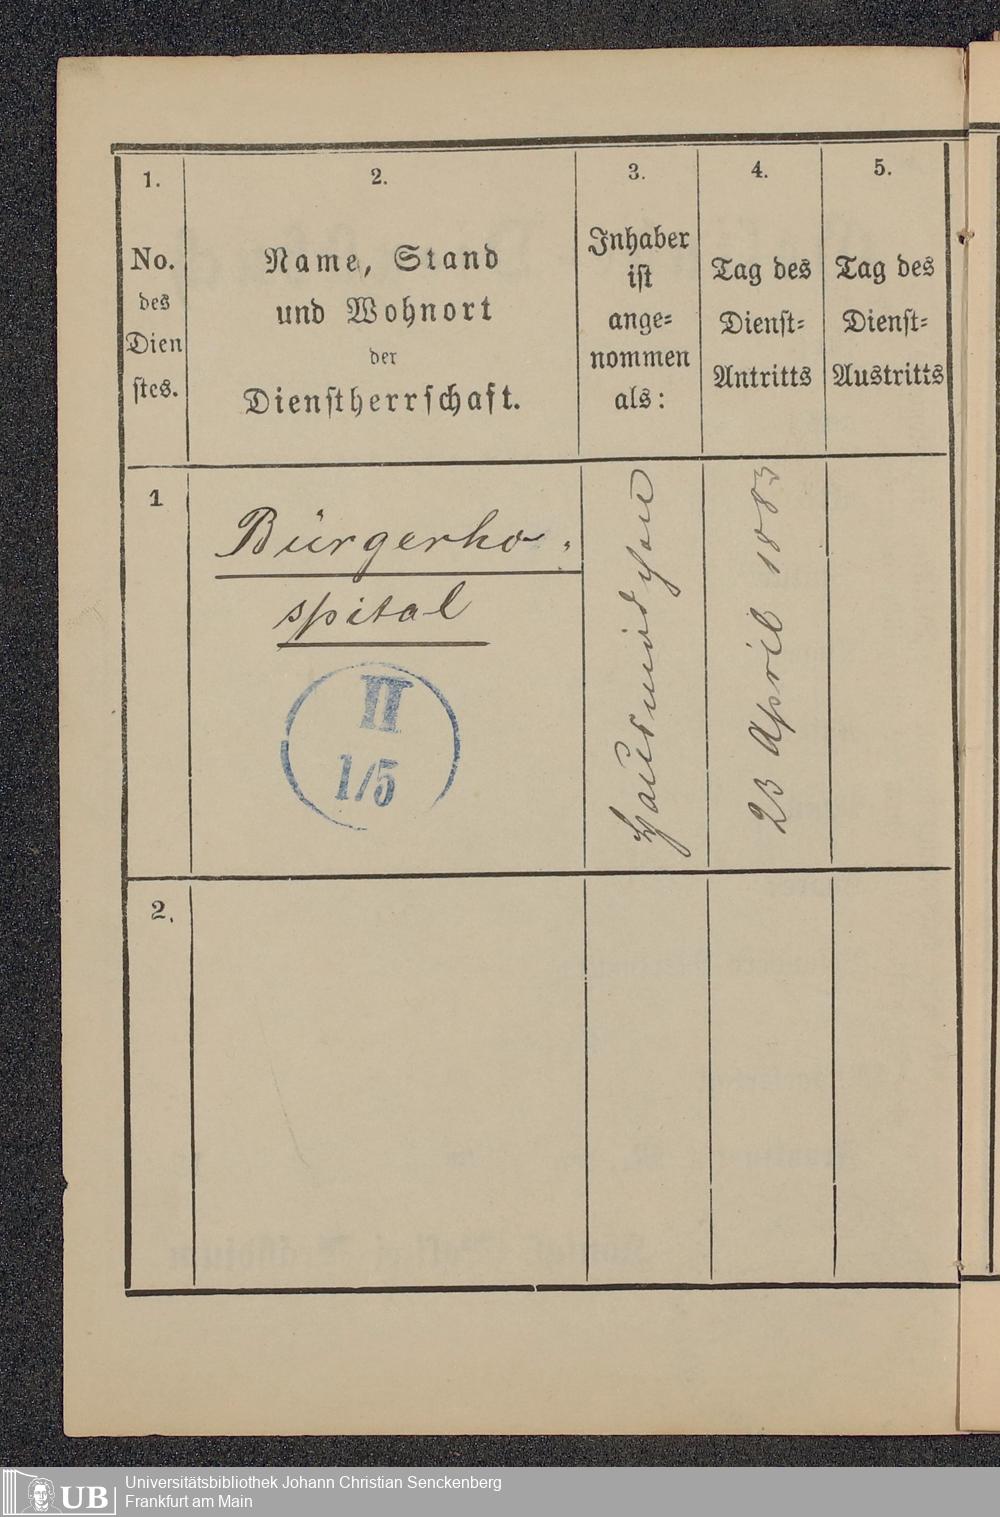 1.
No.
des
Dien
stes.
2.
Name, Stand
und Wohnort
der
Dienstherrschaft.
3.
Inhaber
ist
ange-
nommen
als:
4.
Tag des
Dienst-
Antritts
5.
Tag des
Dienst-
Austritts
1
Bürgerho-
spital
II
1/5
Hausmädchen
23 April 1883
2.
UB
Universitätsbibliothek Johann Christian Senckenberg
Frankfurt am Main